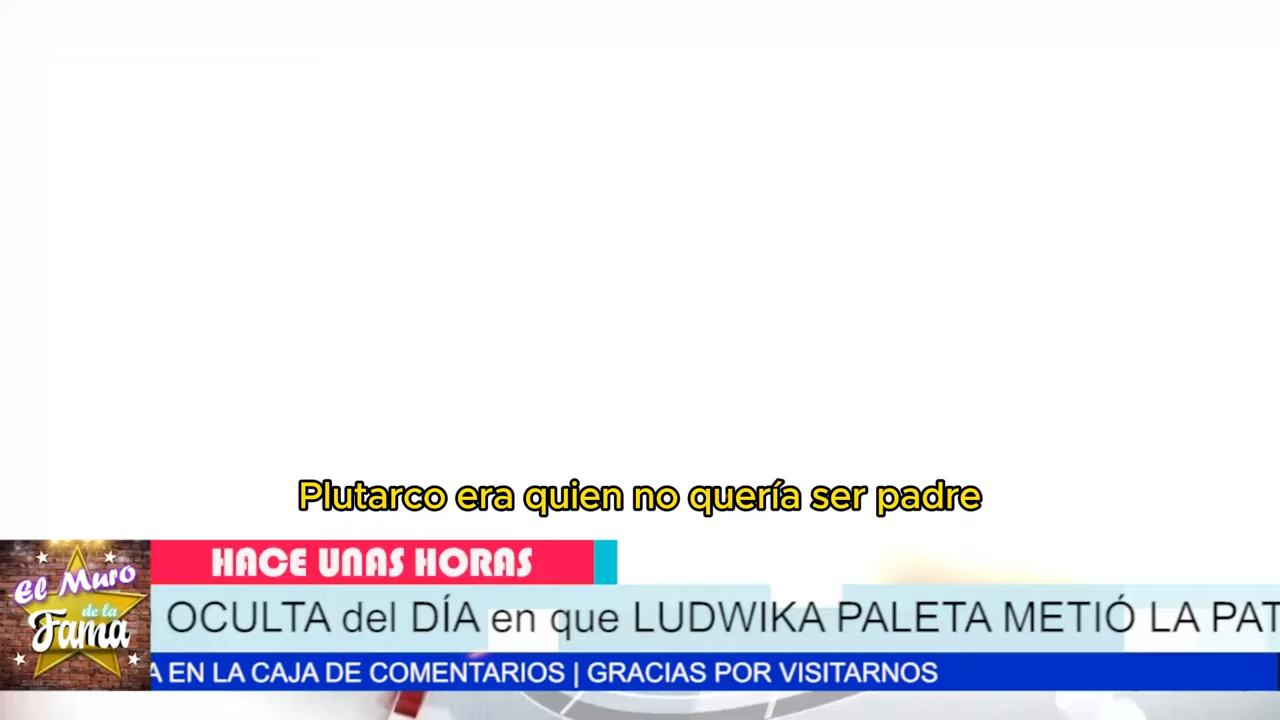 Plutarco era quien no quería ser padre
HACE UNAS HORAS
El Muro
de la
Fama
OCULTA del DÍA en que LUDWIKA PALETA METIÓ LA PAT
A EN LA CAJA DE COMENTARIOS | GRACIAS POR VISITARNOS